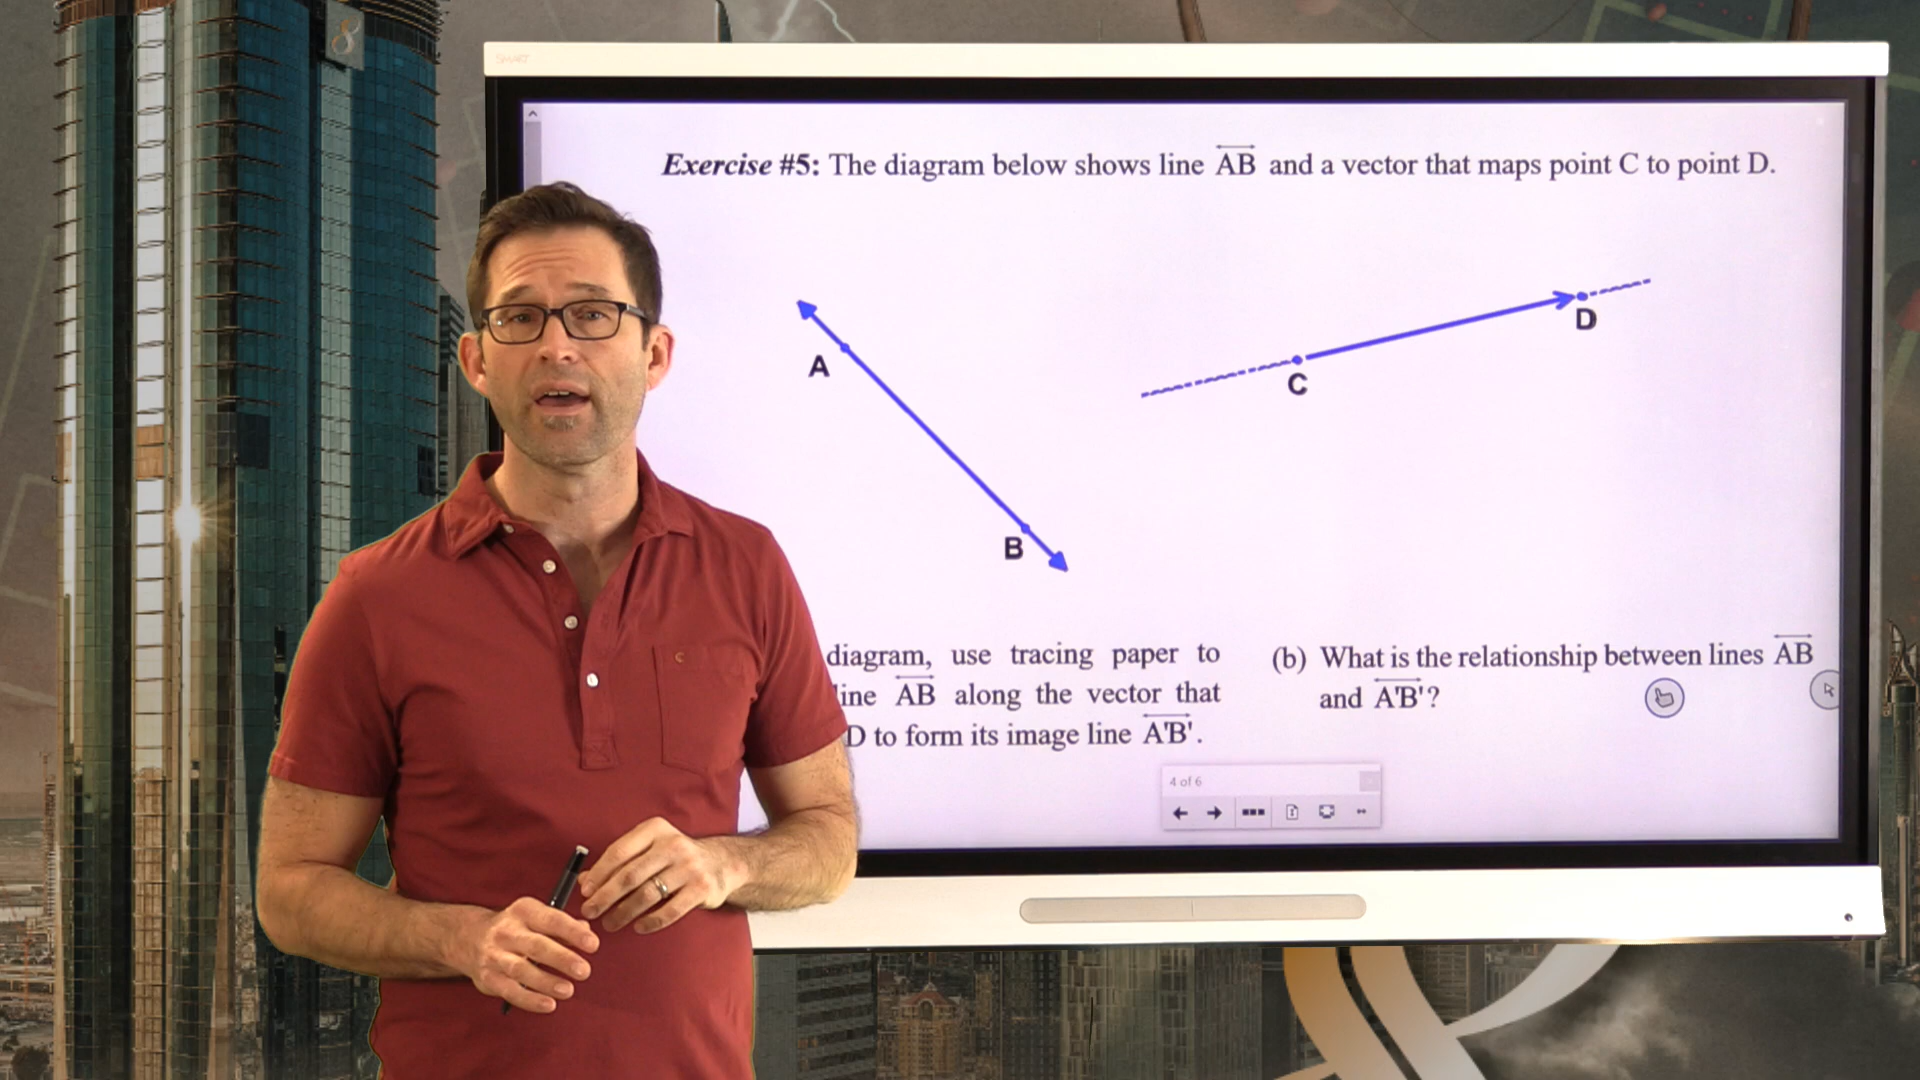 SMART
Exercise #5: The diagram below shows line AB and a vector that maps point C to point D.
A
B
C
D
diagram, use tracing paper to
line AB along the vector that
D to form its image line A'B'.
(b) What is the relationship between lines AB
and A'B'?
4 of 6
8